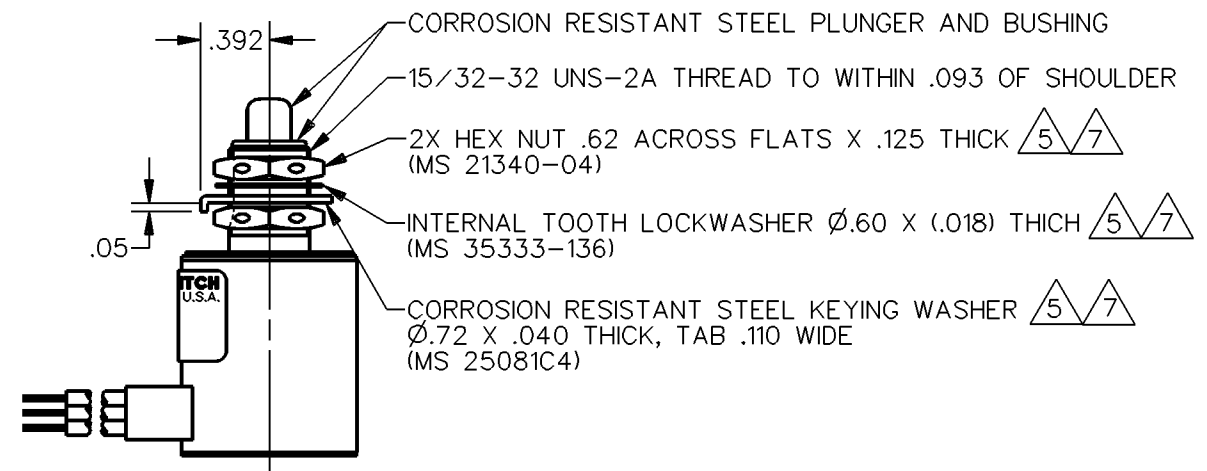 .392
CORROSION RESISTANT STEEL PLUNGER AND BUSHING
15/32-32 UNS-2A THREAD TO WITHIN .093 OF SHOULDER
2X HEX NUT .62 ACROSS FLATS X .125 THICK 5 7
(MS 21340-04)
INTERNAL TOOTH LOCKWASHER Ø.60 X (.018) THICH 5 7
(MS 35333-136)
.05
ITCH
U.S.A.
CORROSION RESISTANT STEEL KEYING WASHER 5 7
Ø.72 X .040 THICK, TAB .110 WIDE
(MS 25081C4)